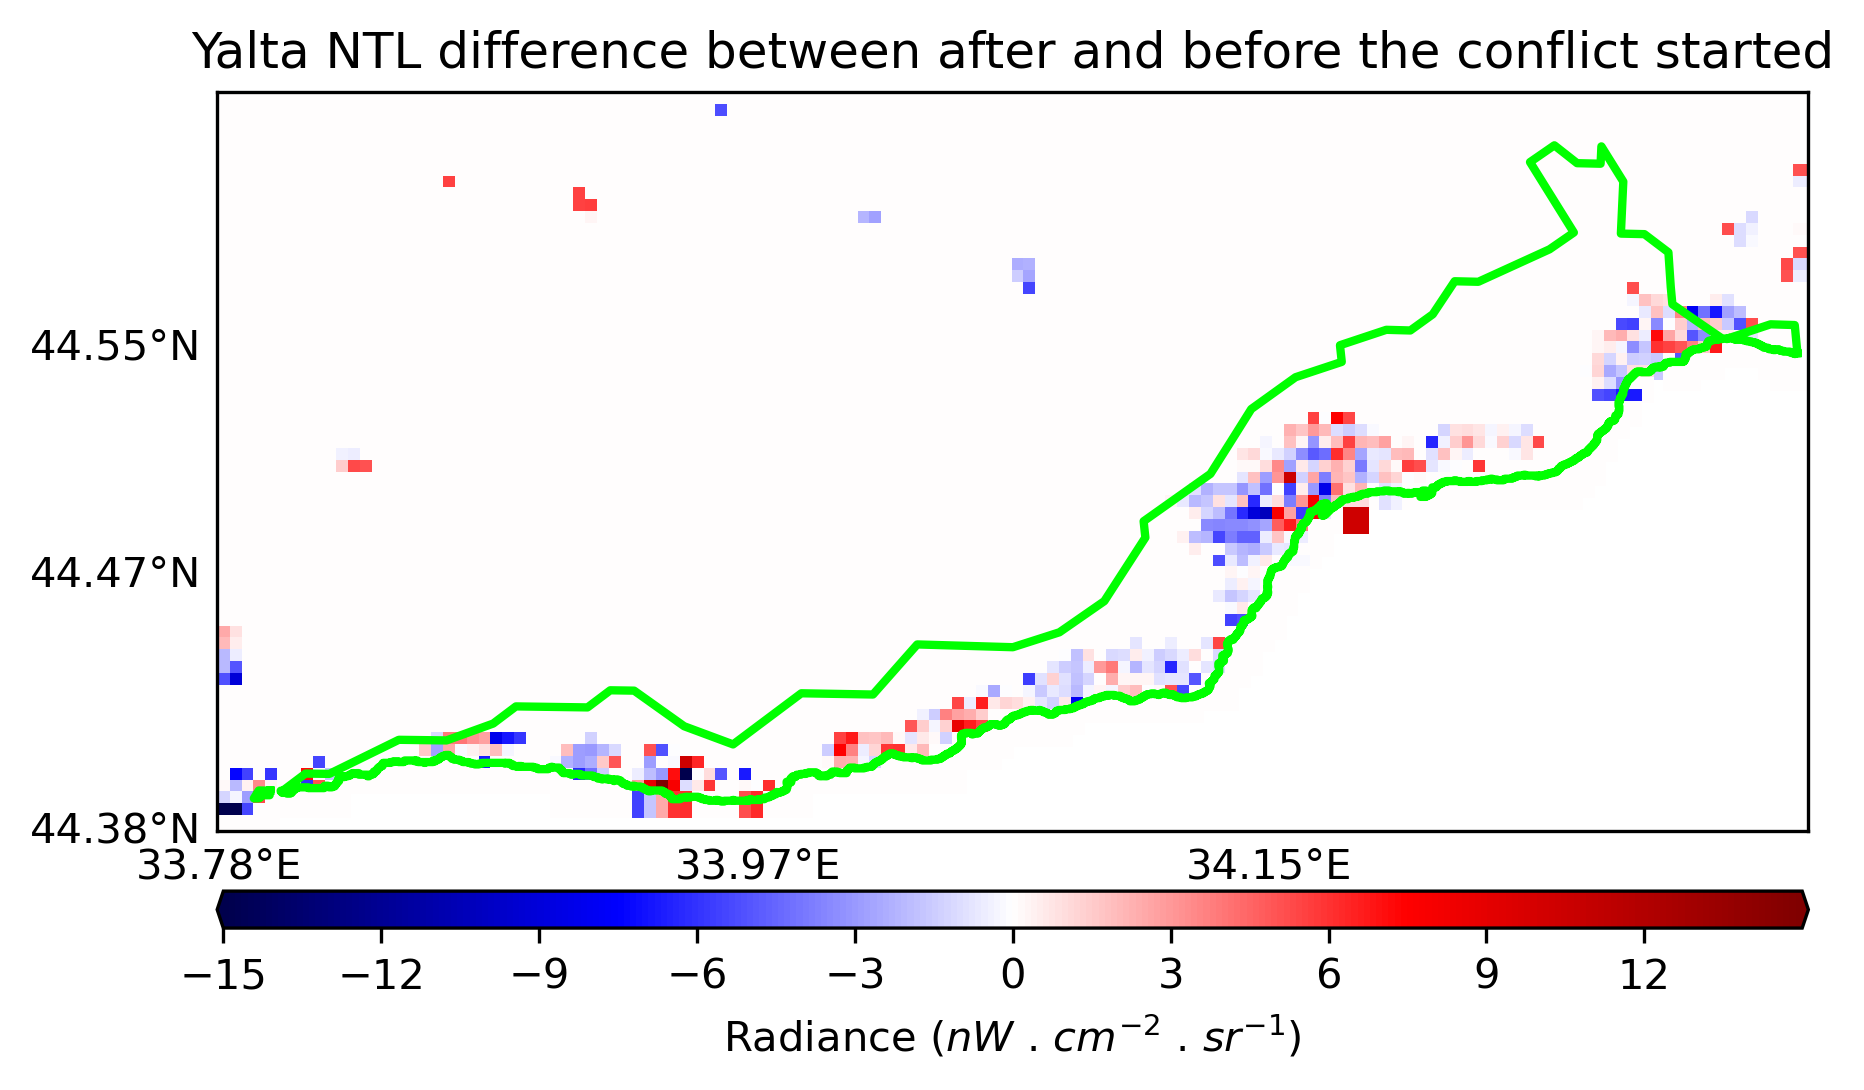 Yalta NTL difference between after and before the conflict started
44.55°N
44.47°N
44.38°N
33.78°E 33.97°E 34.15°E
−15 −12 −9 −6 −3 0 3 6 9 12
Radiance (nW . cm⁻² . sr⁻¹)